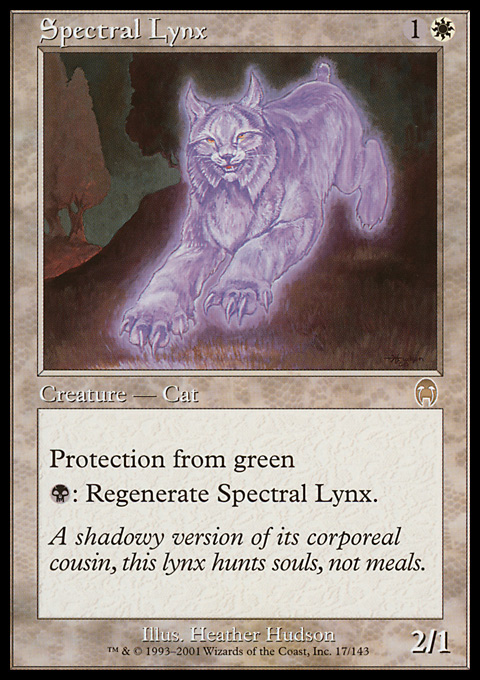 Spectral Lynx 1
Creature — Cat
Protection from green
: Regenerate Spectral Lynx.
A shadowy version of its corporeal
cousin, this lynx hunts souls, not meals.
Illus. Heather Hudson
™ & © 1993–2001 Wizards of the Coast, Inc. 17/143
2/1